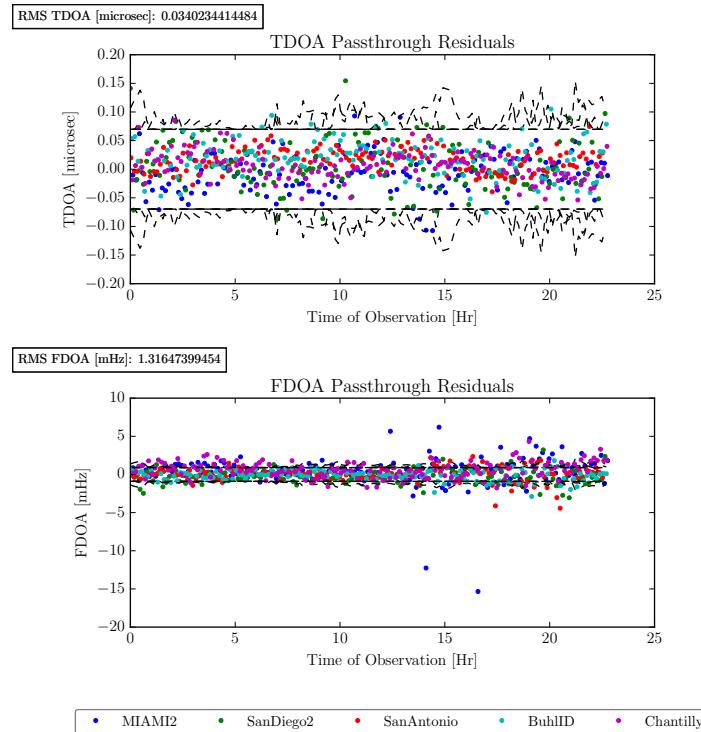 RMS TDOA [microsec]: 0.0340234414484
TDOA Passthrough Residuals
0.20
0.15
0.10
0.05
0.00
−0.05
−0.10
−0.15
−0.20
TDOA [microsec]
0 5 10 15 20 25
Time of Observation [Hr]
RMS FDOA [mHz]: 1.31647399454
FDOA Passthrough Residuals
10
5
0
−5
−10
−15
−20
FDOA [mHz]
0 5 10 15 20 25
Time of Observation [Hr]
MIAMI2 SanDiego2 SanAntonio BuhlID Chantilly